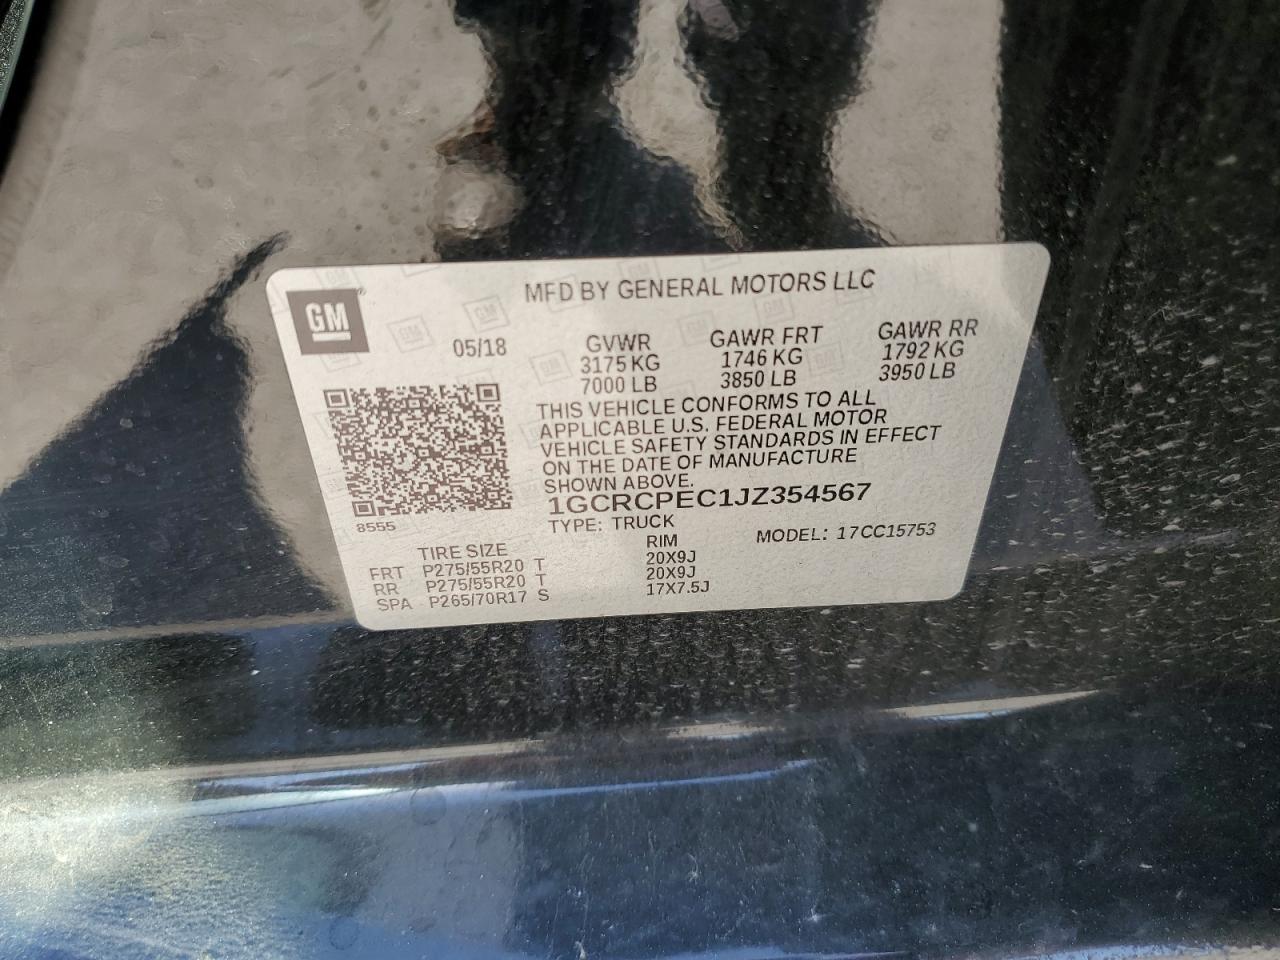 GM
MFD BY GENERAL MOTORS LLC
05/18 GVWR GAWR FRT GAWR RR
3175 KG 1746 KG 1792 KG
7000 LB 3850 LB 3950 LB
THIS VEHICLE CONFORMS TO ALL
APPLICABLE U.S. FEDERAL MOTOR
VEHICLE SAFETY STANDARDS IN EFFECT
ON THE DATE OF MANUFACTURE
SHOWN ABOVE.
1GCRCPEC1JZ354567
8555
TYPE: TRUCK MODEL: 17CC15753
TIRE SIZE RIM
FRT P275/55R20 T 20X9J
RR P275/55R20 T 20X9J
SPA P265/70R17 S 17X7.5J